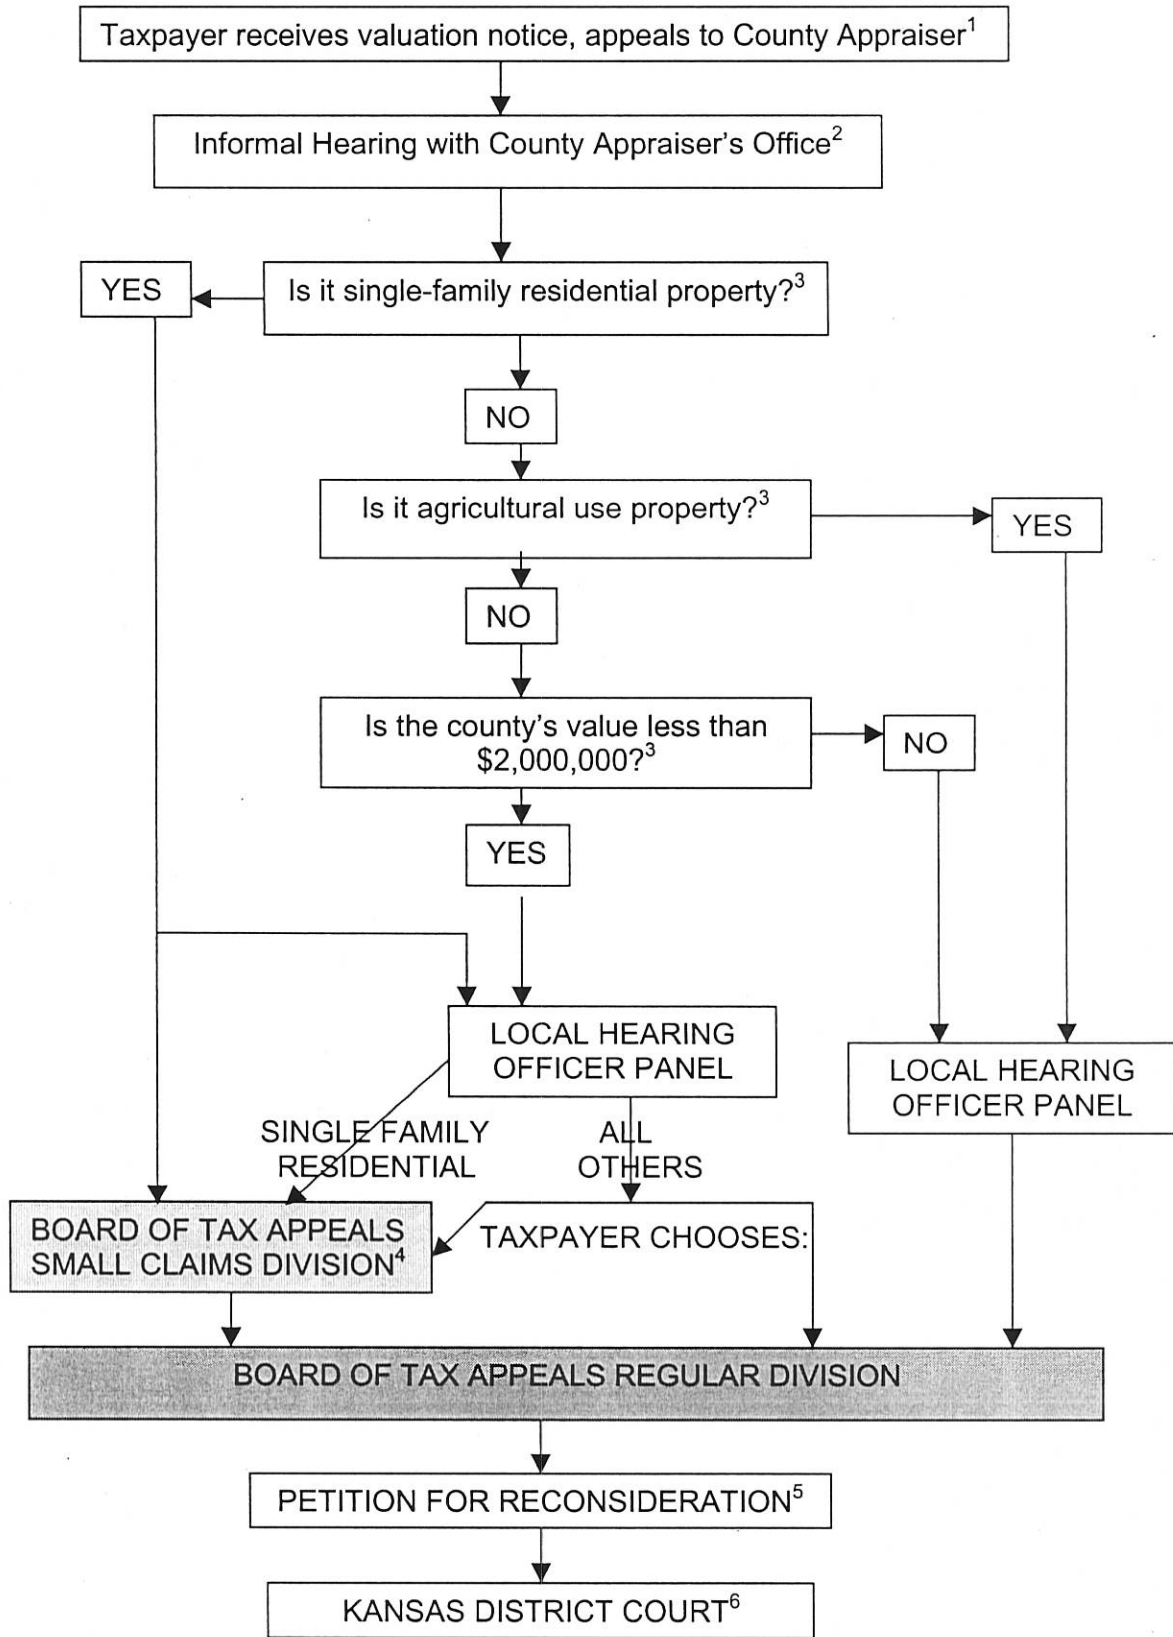 Taxpayer receives valuation notice, appeals to County Appraiser¹
Informal Hearing with County Appraiser's Office²
YES
Is it single-family residential property?³
NO
Is it agricultural use property?³
YES
NO
Is the county's value less than
$2,000,000?³
NO
YES
LOCAL HEARING
OFFICER PANEL
LOCAL HEARING
OFFICER PANEL
SINGLE FAMILY
RESIDENTIAL
ALL
OTHERS
BOARD OF TAX APPEALS
SMALL CLAIMS DIVISION⁴
TAXPAYER CHOOSES:
BOARD OF TAX APPEALS REGULAR DIVISION
PETITION FOR RECONSIDERATION⁵
KANSAS DISTRICT COURT⁶